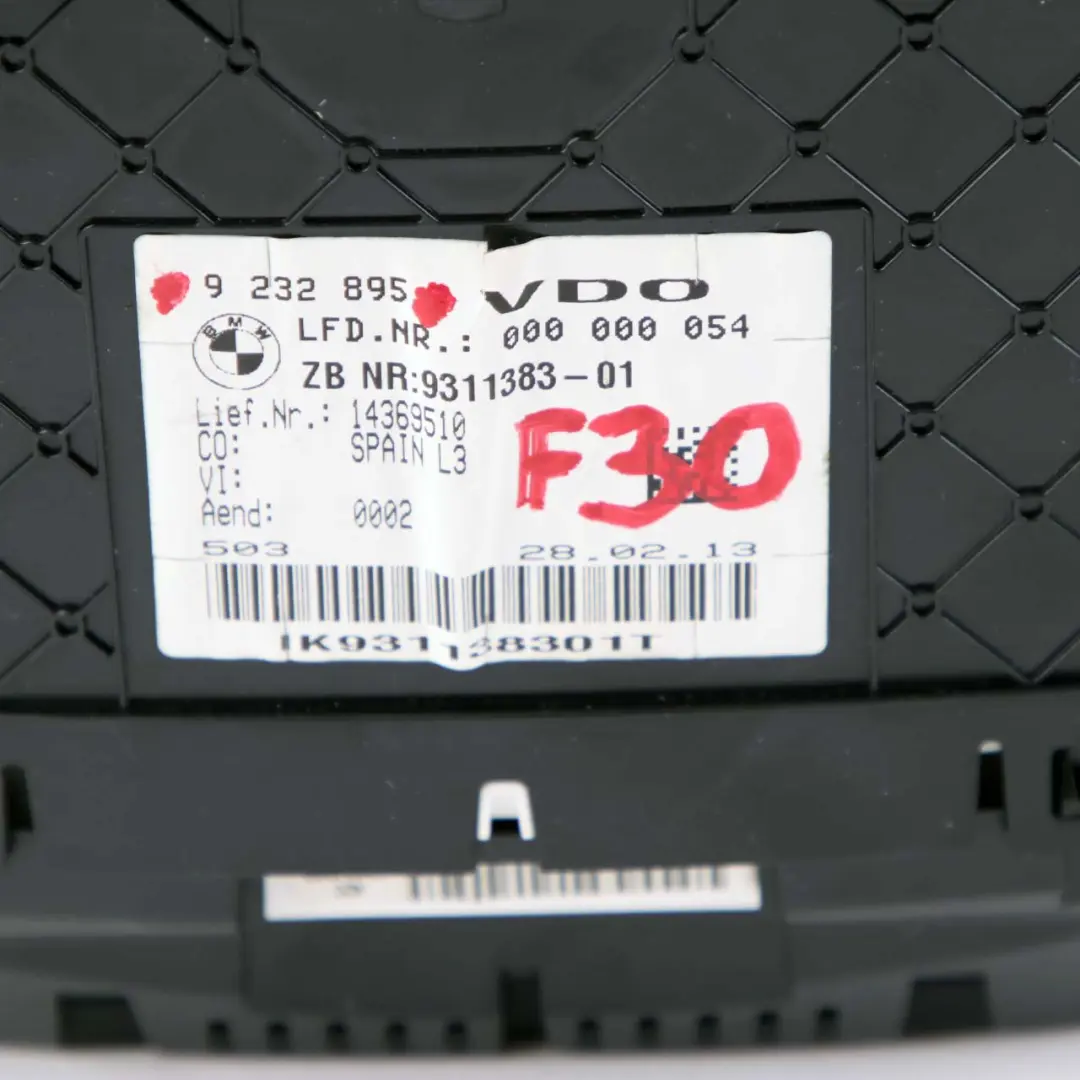 9 232 895 VDO
BMW
LFD.NR.: 000 000 054
ZB NR:9311383-01
Lief.Nr.: 14369510
CO: SPAIN L3
VI:
Aend: 0002
F30
503 28.02.13
IK931138301T